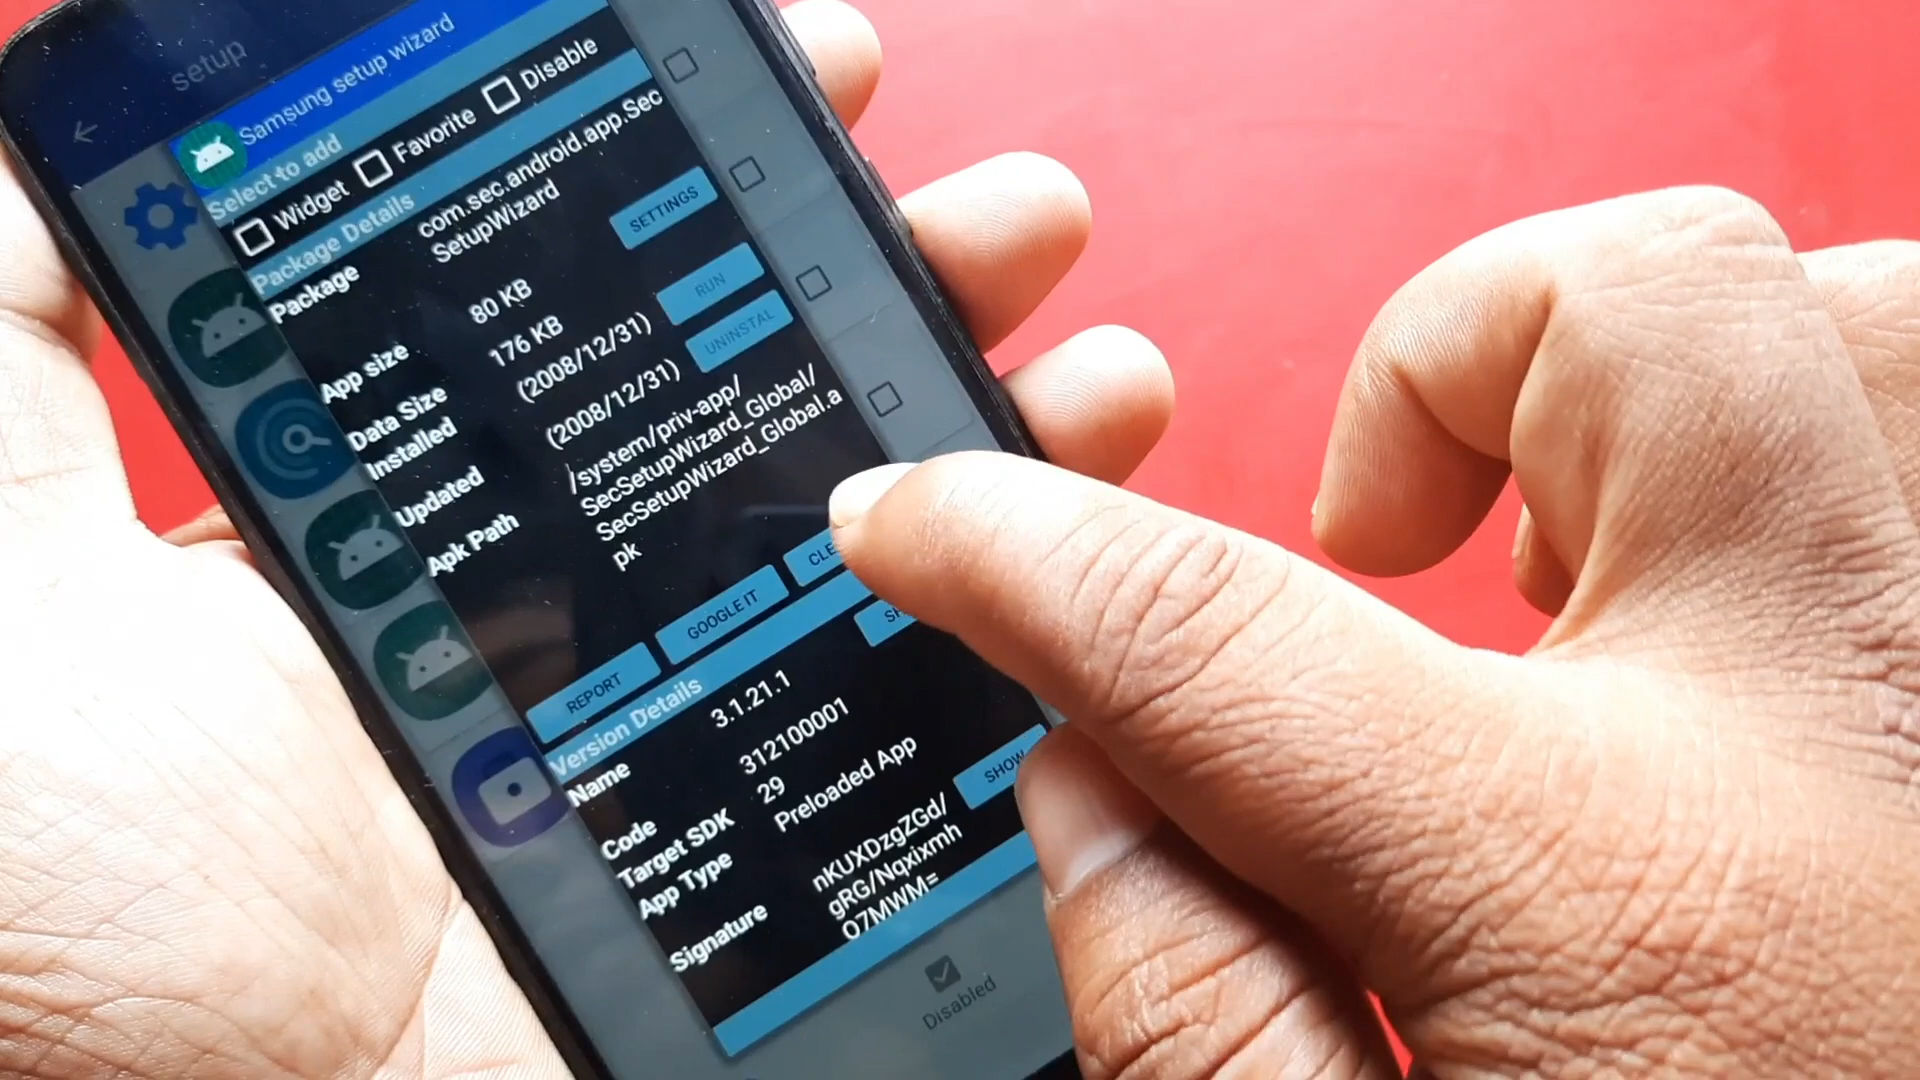 setup
Samsung setup wizard
Select to add
Widget Favorite Disable
Package Details
Package com.sec.android.app.Sec
SetupWizard
SETTINGS
App size 80 KB
RUN
Data Size 176 KB
Installed (2008/12/31)
UNINSTAL
Updated (2008/12/31)
Apk Path /system/priv-app/
SecSetupWizard_Global/
SecSetupWizard_Global.a
pk
REPORT GOOGLE IT
Version Details
Name 3.1.21.1
Code 312100001
Target SDK 29
App Type Preloaded App
SHOW
Signature nKUXDzgZGd/
gRG/Nqxixmh
O7MWM=
Disabled